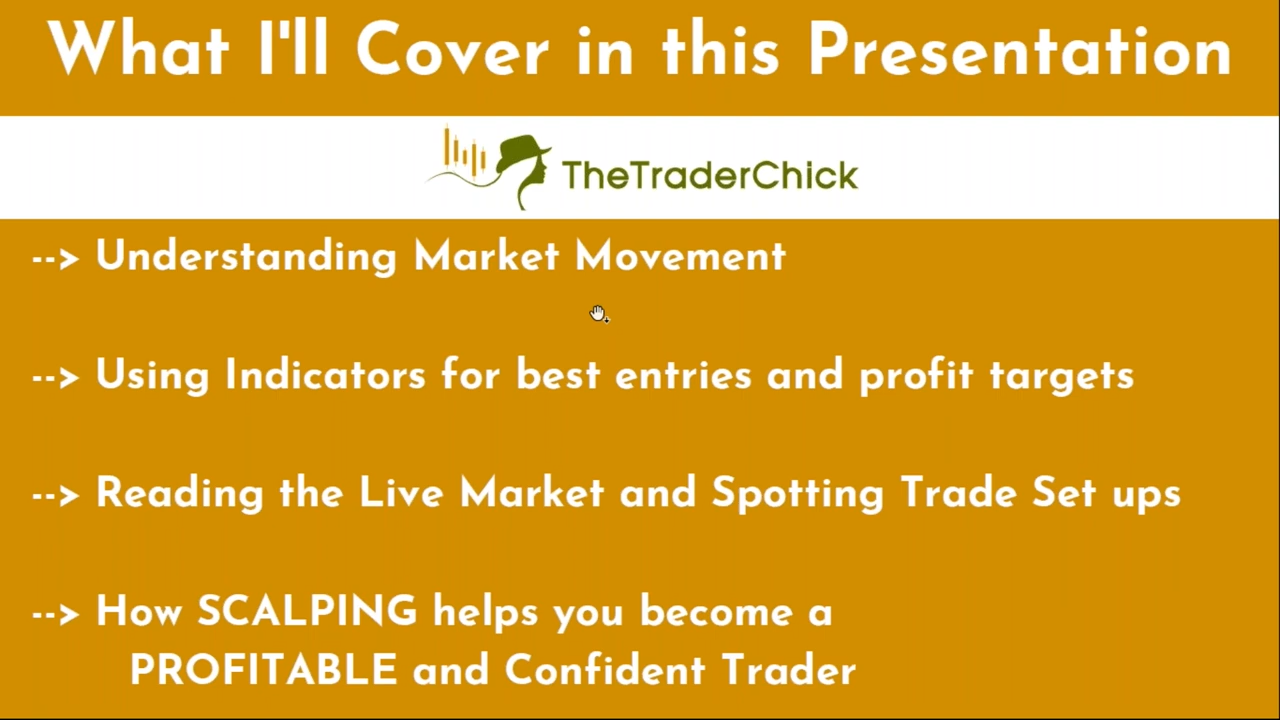 What I'll Cover in this Presentation
TheTraderChick
--> Understanding Market Movement
--> Using Indicators for best entries and profit targets
--> Reading the Live Market and Spotting Trade Set ups
--> How SCALPING helps you become a
PROFITABLE and Confident Trader